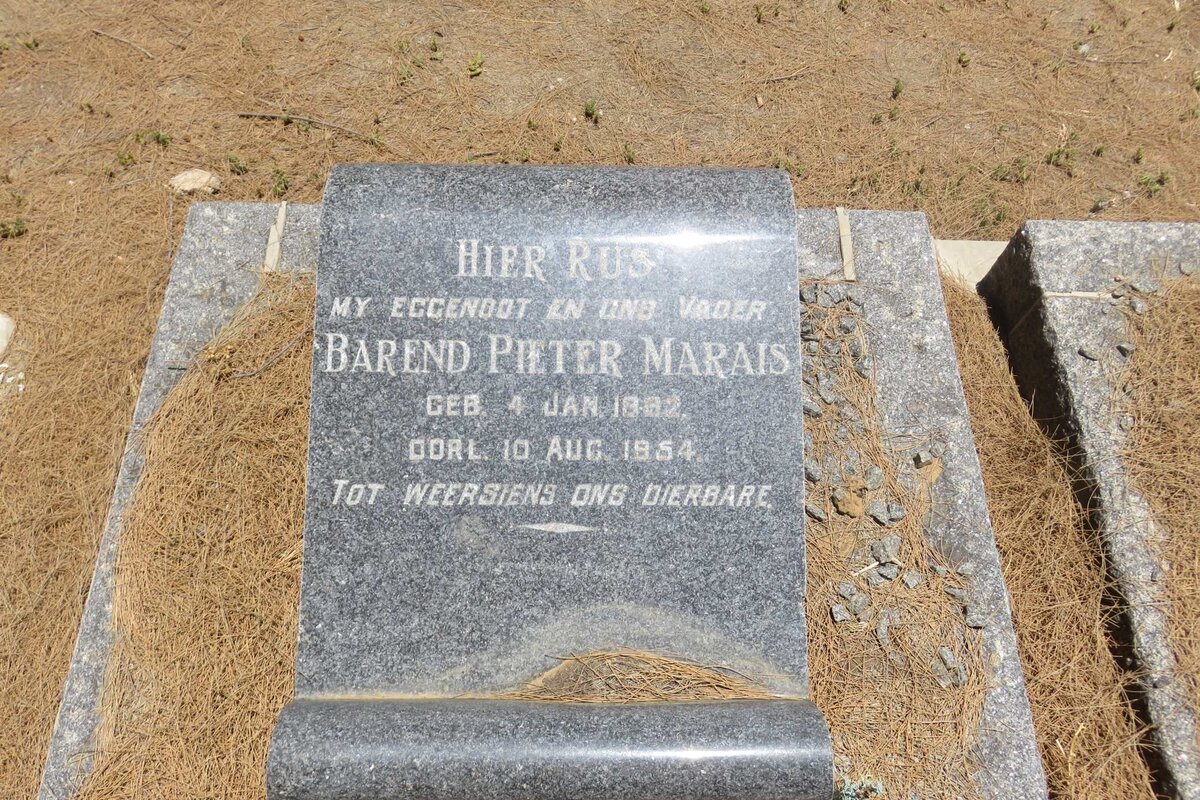 HIER RUS
MY EGGENOOT EN ONS VADER
BAREND PIETER MARAIS
GEB. 4 JAN. 1882.
OORL. 10 AUG. 1954.
TOT WEERSIENS ONS DIERBARE.